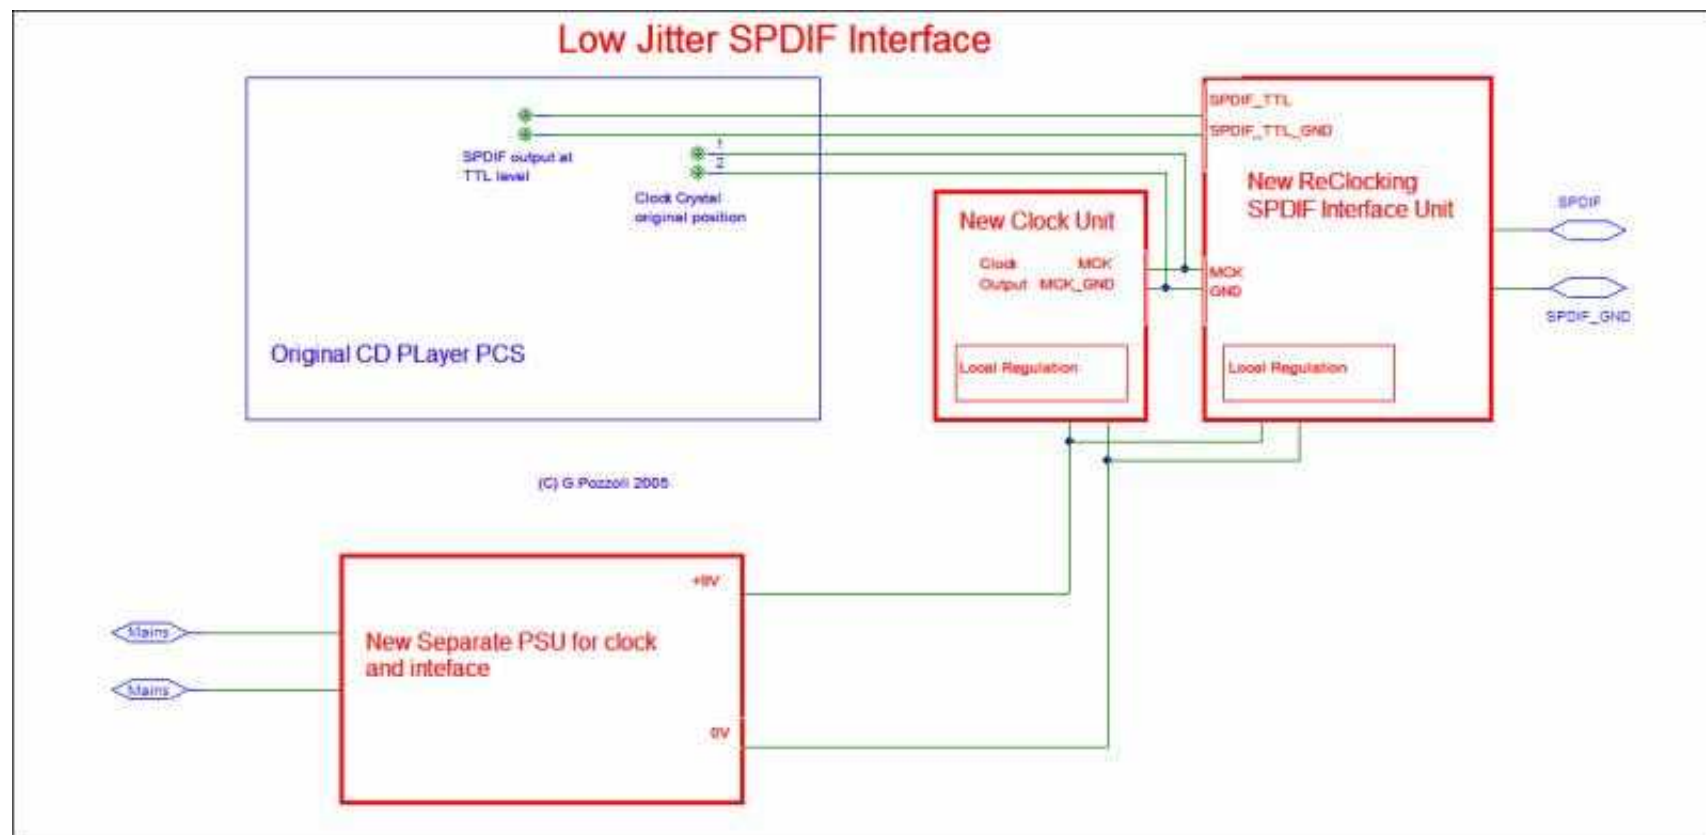 Low Jitter SPDIF Interface
SPDIF_TTL
SPDIF_TTL_GND
SPDIF output at
TTL level
1
2
Clock Crystal
original position
New ReClocking
SPDIF Interface Unit
SPDIF
New Clock Unit
Clock MCK
Output MCK_GND
MCK
GND
SPDIF_GND
Original CD PLayer PCS
Local Regulation
Local Regulation
(C) G.Pozzoli 2005
Mains
New Separate PSU for clock
and inteface
Mains
0V